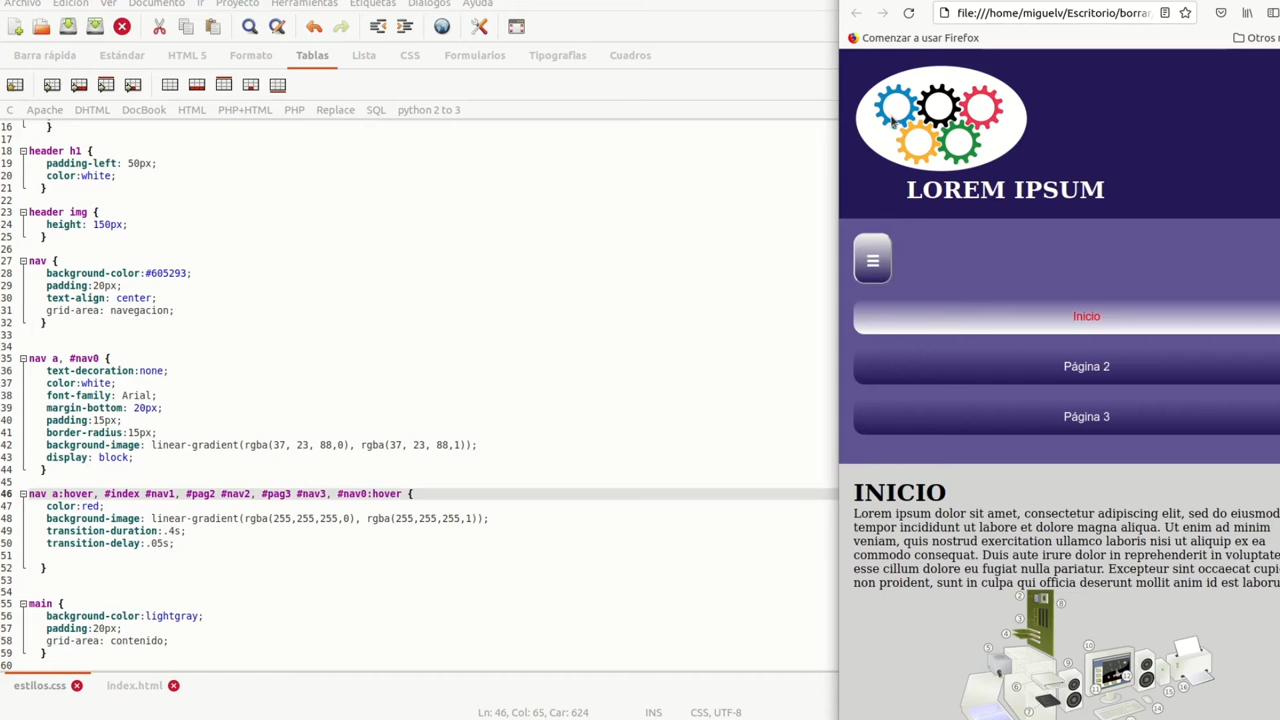 Archivo Edición Ver Documento Ir Proyecto Herramientas Etiquetas Diálogos Ayuda
Barra rápida Estándar HTML 5 Formato Tablas Lista CSS Formularios Tipografías Cuadros
C Apache DHTML DocBook HTML PHP+HTML PHP Replace SQL python 2 to 3
16 }
17
18 header h1 {
19 padding-left: 50px;
20 color:white;
21 }
22
23 header img {
24 height: 150px;
25 }
26
27 nav {
28 background-color:#605293;
29 padding:20px;
30 text-align: center;
31 grid-area: navegacion;
32 }
33
34
35 nav a, #nav0 {
36 text-decoration:none;
37 color:white;
38 font-family: Arial;
39 margin-bottom: 20px;
40 padding:15px;
41 border-radius:15px;
42 background-image: linear-gradient(rgba(37, 23, 88,0), rgba(37, 23, 88,1));
43 display: block;
44 }
45
46 nav a:hover, #index #nav1, #pag2 #nav2, #pag3 #nav3, #nav0:hover {
47 color:red;
48 background-image: linear-gradient(rgba(255,255,255,0), rgba(255,255,255,1));
49 transition-duration:.4s;
50 transition-delay:.05s;
51
52 }
53
54
55 main {
56 background-color:lightgray;
57 padding:20px;
58 grid-area: contenido;
59 }
60
estilos.css index.html
Ln: 46, Col: 65, Car: 624 INS CSS, UTF-8
file:///home/miguelv/Escritorio/borrar
Comenzar a usar Firefox Otros
LOREM IPSUM
☰
Inicio
Página 2
Página 3
INICIO
Lorem ipsum dolor sit amet, consectetur adipiscing elit, sed do eiusmod
tempor incididunt ut labore et dolore magna aliqua. Ut enim ad minim
veniam, quis nostrud exercitation ullamco laboris nisi ut aliquip ex ea
commodo consequat. Duis aute irure dolor in reprehenderit in voluptate
esse cillum dolore eu fugiat nulla pariatur. Excepteur sint occaecat cupi
non proident, sunt in culpa qui officia deserunt mollit anim id est laboru
2 8
3
4
5 10
9
6 12
11 16
15
7 14